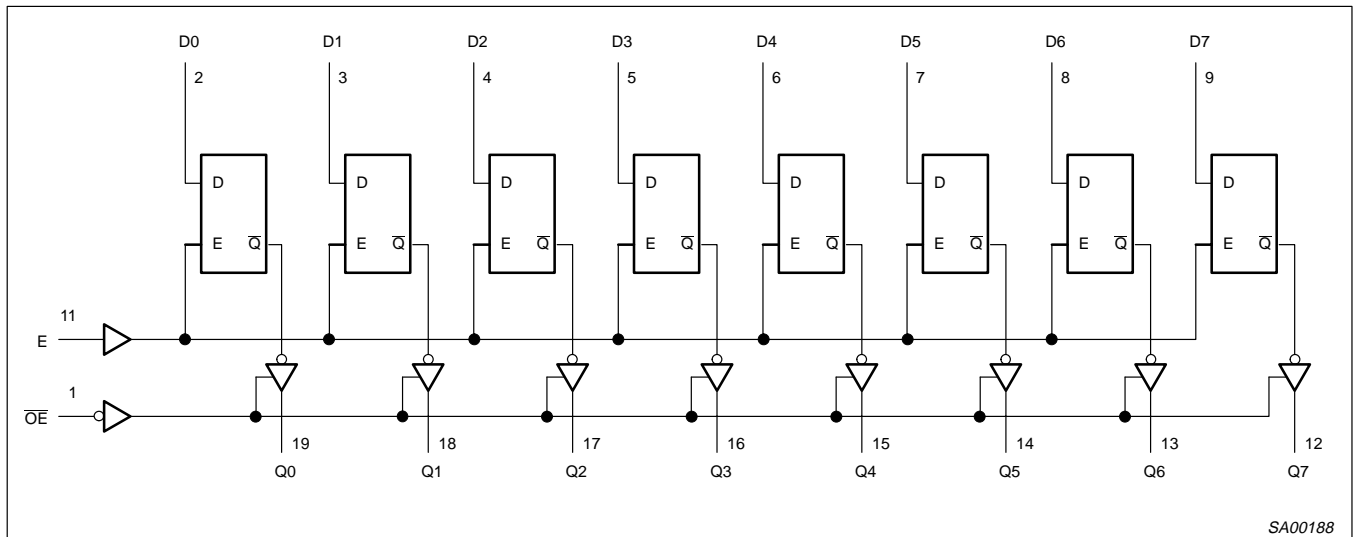 D0 D1 D2 D3 D4 D5 D6 D7
2 3 4 5 6 7 8 9
D D D D D D D D
E Q̅ E Q̅ E Q̅ E Q̅ E Q̅ E Q̅ E Q̅ E Q̅
11
E
1
O̅E̅
19 18 17 16 15 14 13 12
Q0 Q1 Q2 Q3 Q4 Q5 Q6 Q7
SA00188